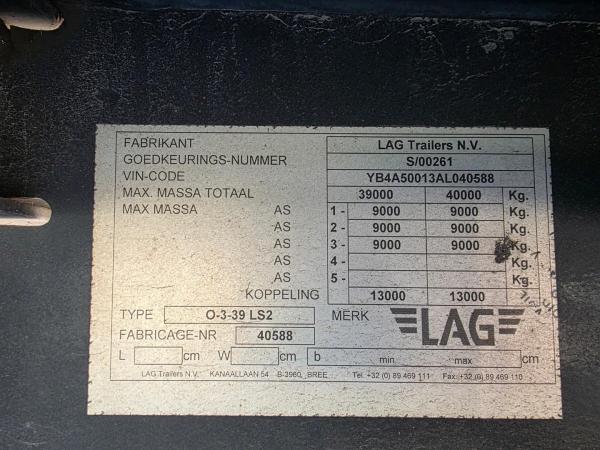 FABRIKANT LAG Trailers N.V.
GOEDKEURINGS-NUMMER S/00261
VIN-CODE YB4A50013AL040588
MAX. MASSA TOTAAL 39000 40000 Kg.
MAX MASSA AS 1 - 9000 9000 Kg.
AS 2 - 9000 9000 Kg.
AS 3 - 9000 9000 Kg.
AS 4 - Kg.
AS 5 - Kg.
KOPPELING 13000 13000 Kg.
TYPE O-3-39 LS2 MERK LAG
FABRICAGE-NR 40588
L cm W cm b min max cm
LAG Trailers N.V. KANAALLAAN 54 B-3960, BREE Tel. +32 (0) 89 469 111 Fax: +32 (0) 89 469 110